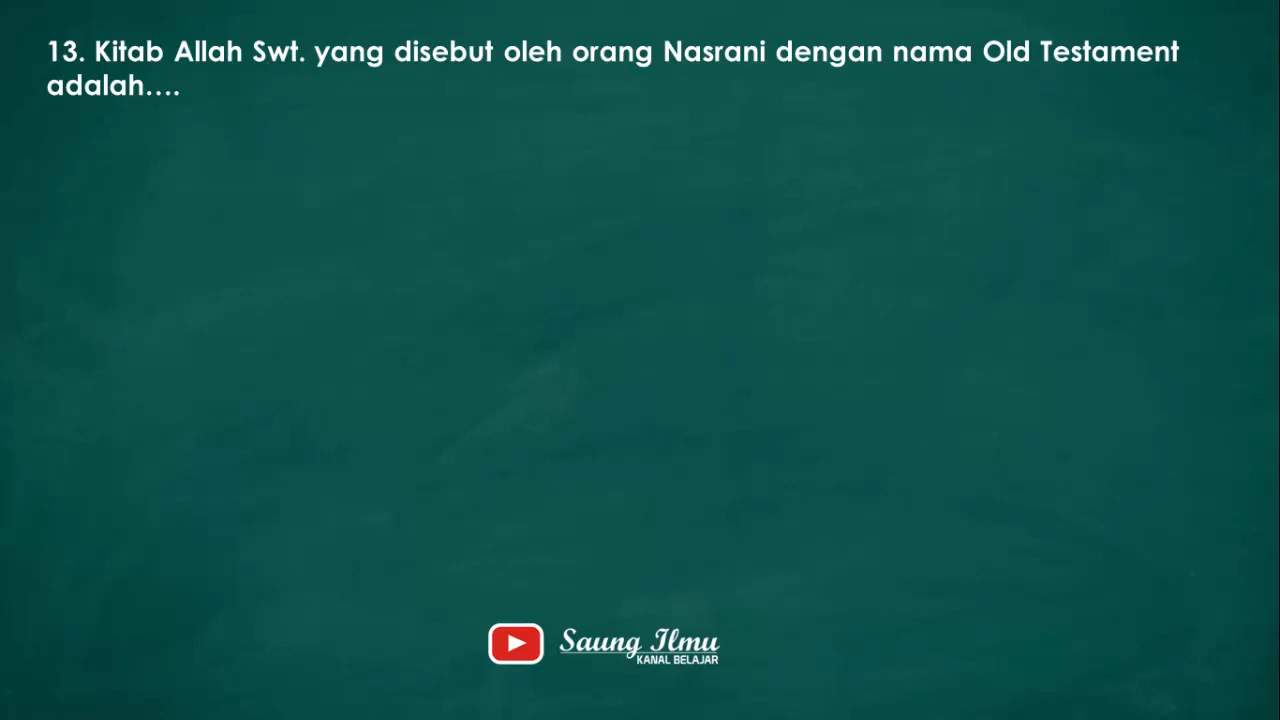 13. Kitab Allah Swt. yang disebut oleh orang Nasrani dengan nama Old Testament
adalah….
Saung Ilmu
KANAL BELAJAR